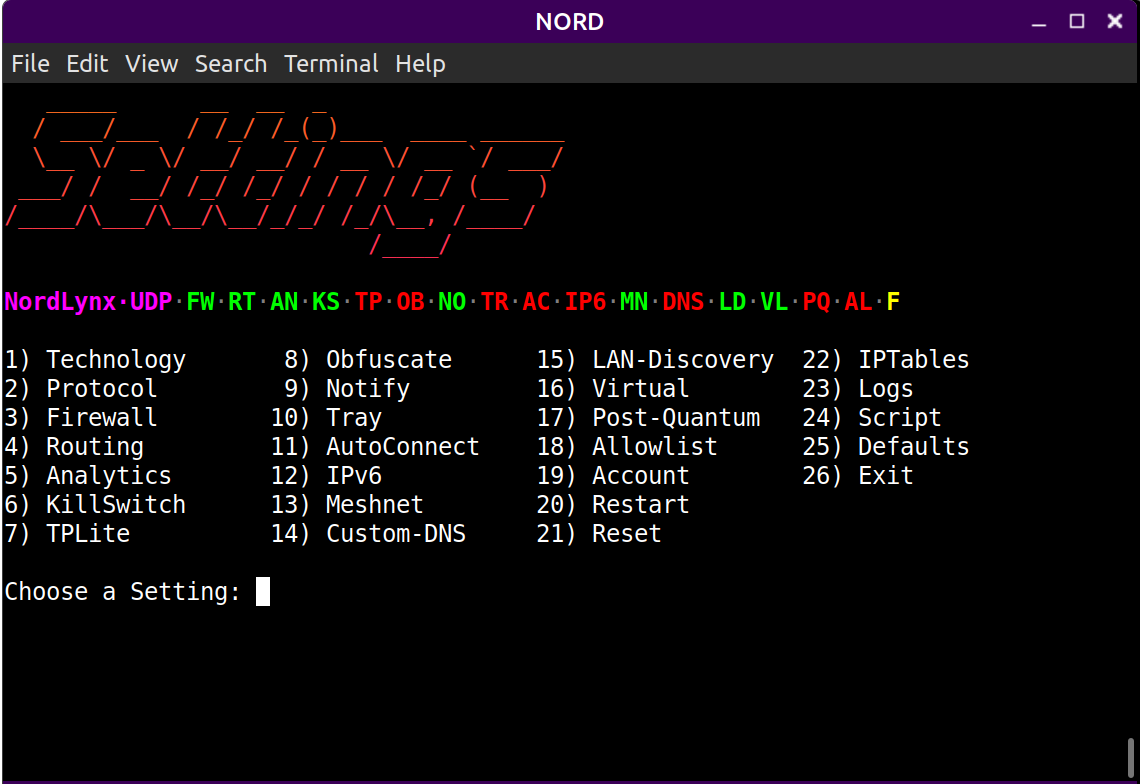 NORD
File Edit View Search Terminal Help
Settings
NordLynx·UDP·FW·RT·AN·KS·TP·OB·NO·TR·AC·IP6·MN·DNS·LD·VL·PQ·AL·F
1) Technology 8) Obfuscate 15) LAN-Discovery 22) IPTables
2) Protocol 9) Notify 16) Virtual 23) Logs
3) Firewall 10) Tray 17) Post-Quantum 24) Script
4) Routing 11) AutoConnect 18) Allowlist 25) Defaults
5) Analytics 12) IPv6 19) Account 26) Exit
6) KillSwitch 13) Meshnet 20) Restart
7) TPLite 14) Custom-DNS 21) Reset
Choose a Setting: